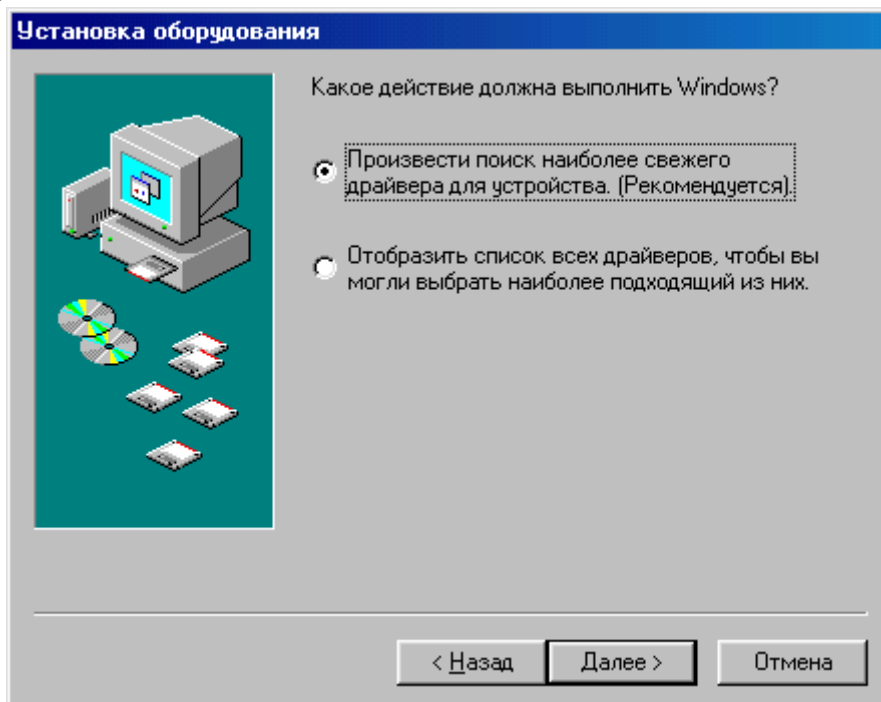 Установка оборудования
Какое действие должна выполнить Windows?
Произвести поиск наиболее свежего
драйвера для устройства. (Рекомендуется).
Отобразить список всех драйверов, чтобы вы
могли выбрать наиболее подходящий из них.
< Назад Далее > Отмена